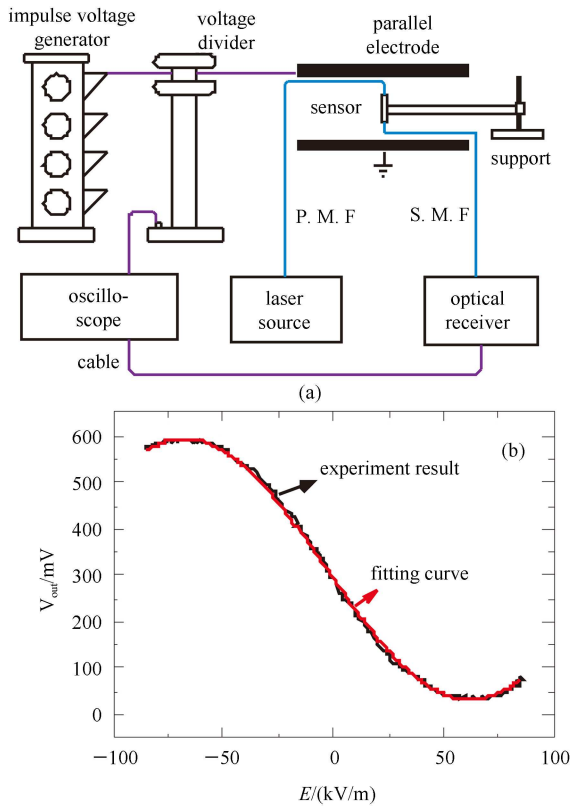 impulse voltage
generator
voltage
divider
parallel
electrode
sensor
support
P. M. F
S. M. F
oscillo-
scope
laser
source
optical
receiver
cable
(a)
(b)
experiment result
fitting curve
V_out/mV
600
500
400
300
200
100
0
−100
−50
0
50
100
E/(kV/m)